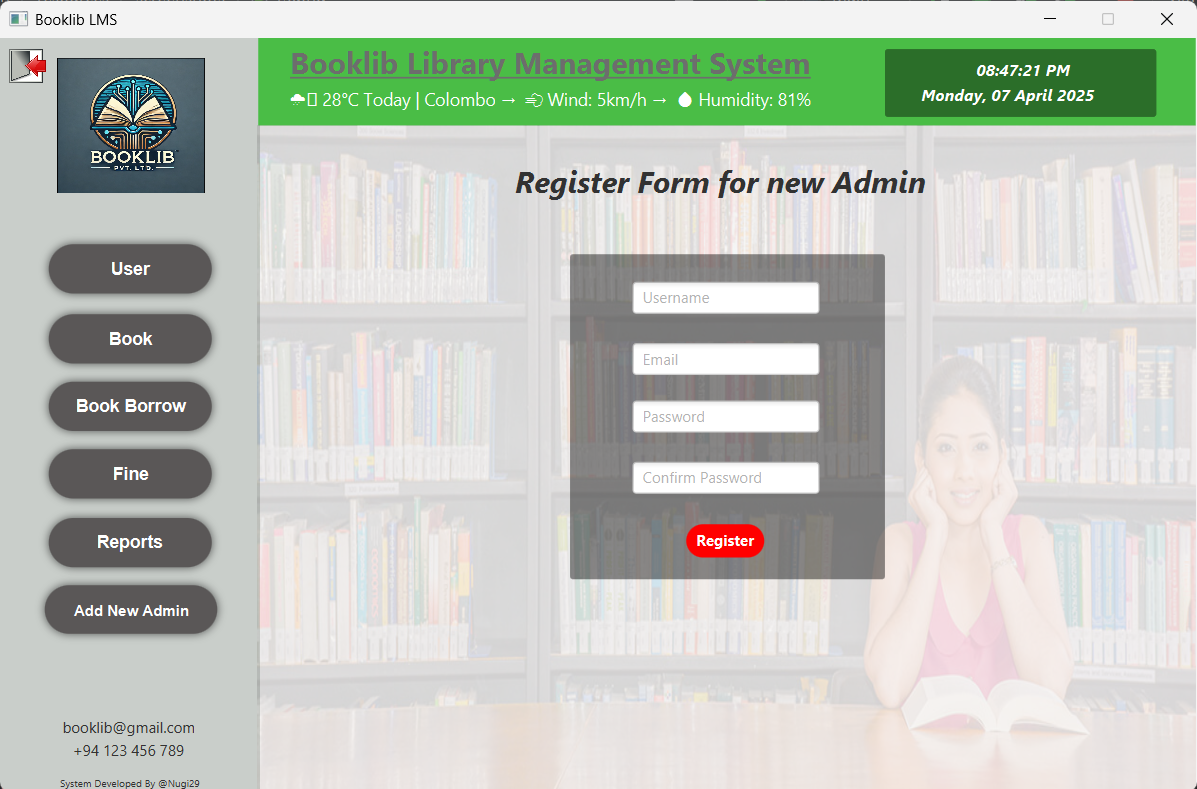 Booklib LMS
BOOKLIB
PVT. LTD.
Booklib Library Management System
🌧️ 28°C Today | Colombo → 💨 Wind: 5km/h → 💧 Humidity: 81%
08:47:21 PM
Monday, 07 April 2025
User
Book
Book Borrow
Fine
Reports
Add New Admin
booklib@gmail.com
+94 123 456 789
System Developed By @Nugi29
Register Form for new Admin
Username
Email
Password
Confirm Password
Register